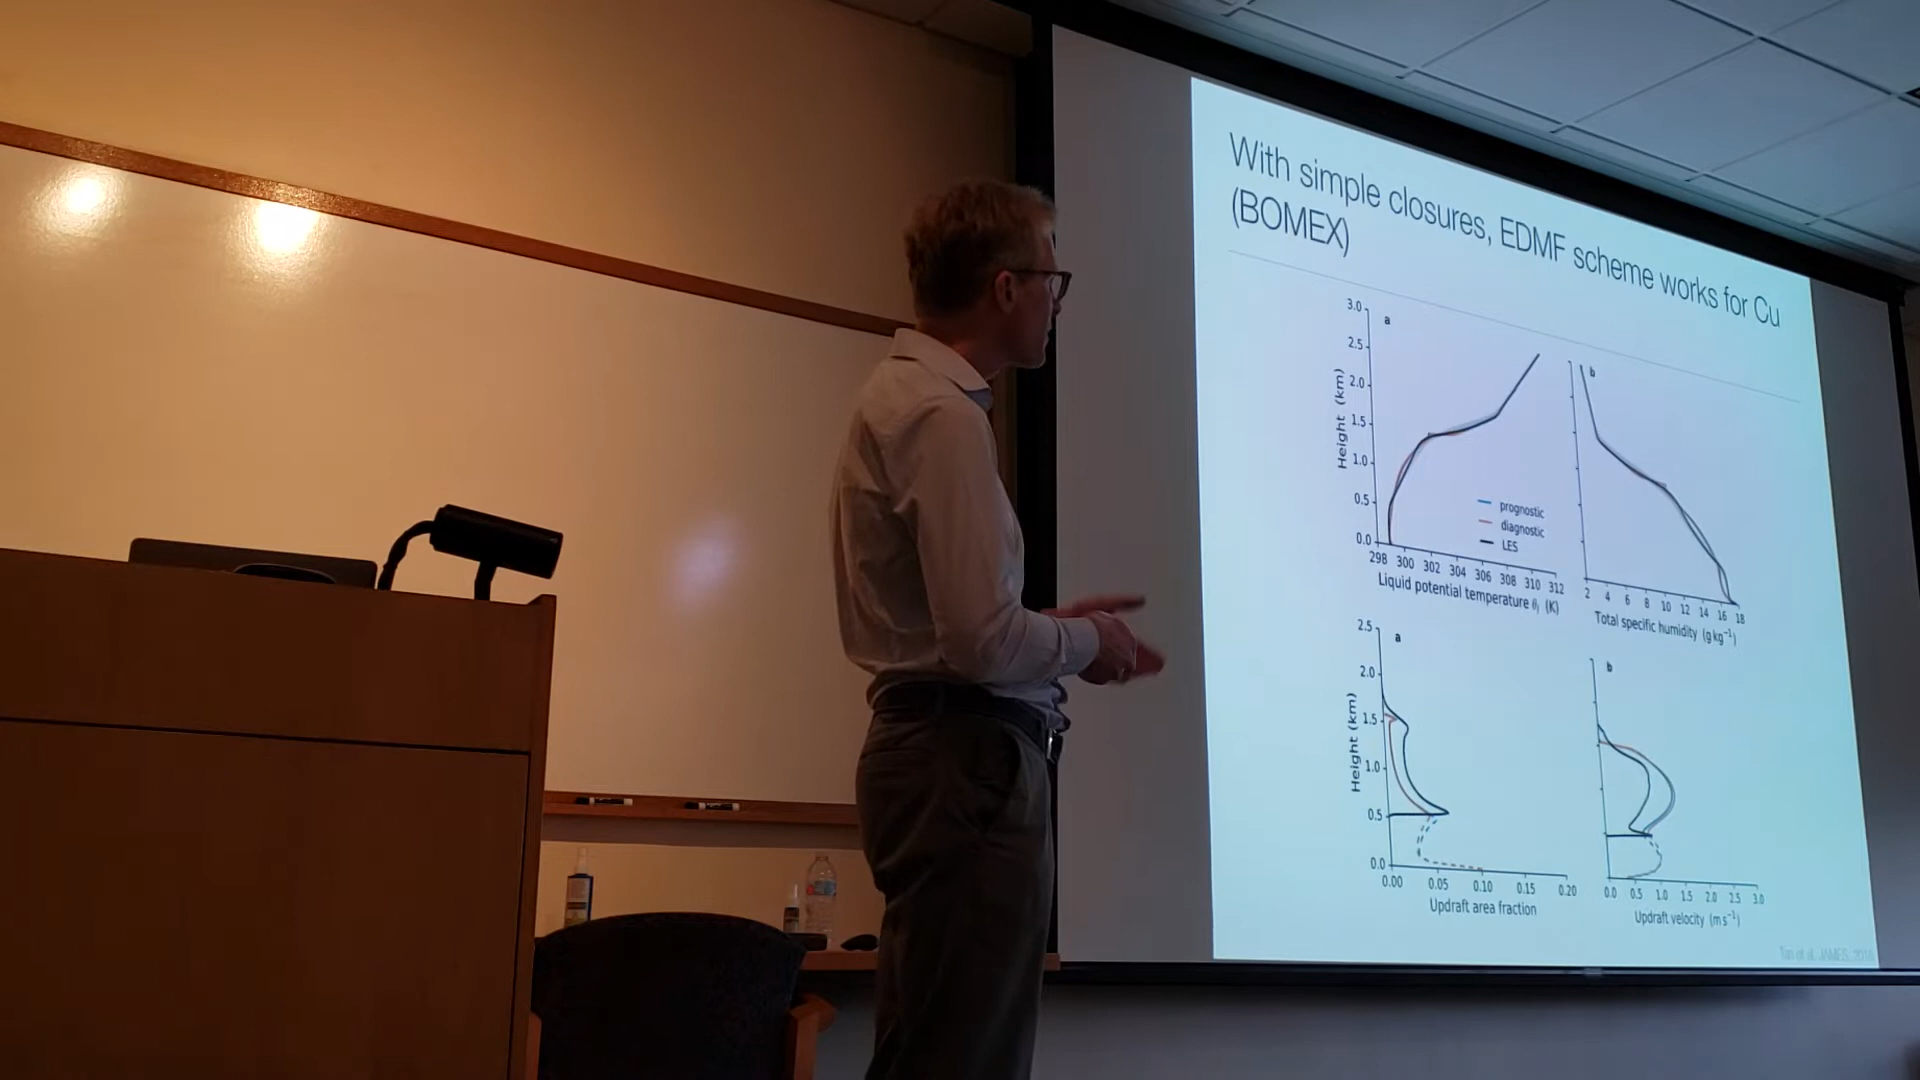 With simple closures, EDMF scheme works for Cu
(BOMEX)
3.0
a
2.5
2.0
1.5
1.0
0.5
0.0
Height (km)
prognostic
diagnostic
LES
298 300 302 304 306 308 310 312
Liquid potential temperature θl (K)
b
2 4 6 8 10 12 14 16 18
Total specific humidity (g kg⁻¹)
2.5
a
2.0
1.5
1.0
0.5
0.0
Height (km)
0.00 0.05 0.10 0.15 0.20
Updraft area fraction
b
0.0 0.5 1.0 1.5 2.0 2.5 3.0
Updraft velocity (m s⁻¹)
Tan et al. JAMES, 2018